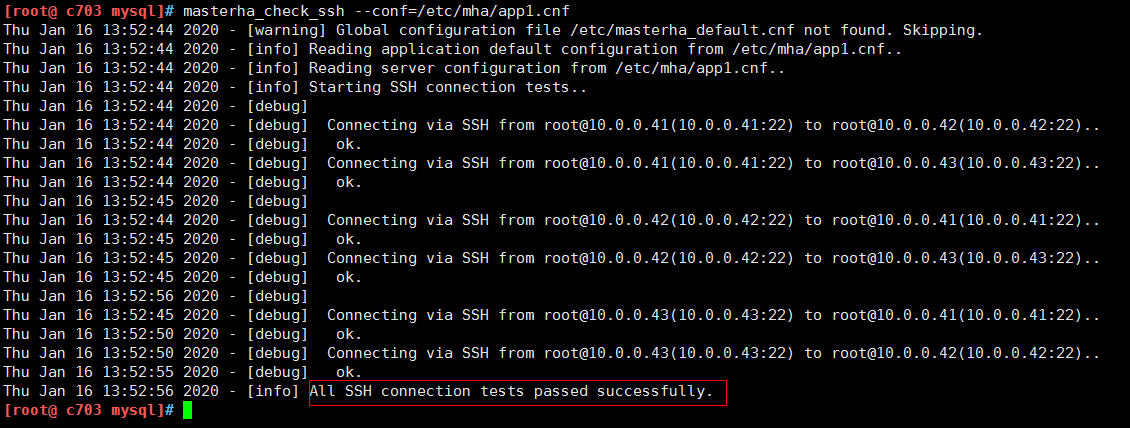 [root@ c703 mysql]# masterha_check_ssh --conf=/etc/mha/app1.cnf
Thu Jan 16 13:52:44 2020 - [warning] Global configuration file /etc/masterha_default.cnf not found. Skipping.
Thu Jan 16 13:52:44 2020 - [info] Reading application default configuration from /etc/mha/app1.cnf..
Thu Jan 16 13:52:44 2020 - [info] Reading server configuration from /etc/mha/app1.cnf..
Thu Jan 16 13:52:44 2020 - [info] Starting SSH connection tests..
Thu Jan 16 13:52:44 2020 - [debug]
Thu Jan 16 13:52:44 2020 - [debug]  Connecting via SSH from root@10.0.0.41(10.0.0.41:22) to root@10.0.0.42(10.0.0.42:22)..
Thu Jan 16 13:52:44 2020 - [debug]   ok.
Thu Jan 16 13:52:44 2020 - [debug]  Connecting via SSH from root@10.0.0.41(10.0.0.41:22) to root@10.0.0.43(10.0.0.43:22)..
Thu Jan 16 13:52:44 2020 - [debug]   ok.
Thu Jan 16 13:52:45 2020 - [debug]
Thu Jan 16 13:52:44 2020 - [debug]  Connecting via SSH from root@10.0.0.42(10.0.0.42:22) to root@10.0.0.41(10.0.0.41:22)..
Thu Jan 16 13:52:45 2020 - [debug]   ok.
Thu Jan 16 13:52:45 2020 - [debug]  Connecting via SSH from root@10.0.0.42(10.0.0.42:22) to root@10.0.0.43(10.0.0.43:22)..
Thu Jan 16 13:52:45 2020 - [debug]   ok.
Thu Jan 16 13:52:56 2020 - [debug]
Thu Jan 16 13:52:45 2020 - [debug]  Connecting via SSH from root@10.0.0.43(10.0.0.43:22) to root@10.0.0.41(10.0.0.41:22)..
Thu Jan 16 13:52:50 2020 - [debug]   ok.
Thu Jan 16 13:52:50 2020 - [debug]  Connecting via SSH from root@10.0.0.43(10.0.0.43:22) to root@10.0.0.42(10.0.0.42:22)..
Thu Jan 16 13:52:55 2020 - [debug]   ok.
Thu Jan 16 13:52:56 2020 - [info] All SSH connection tests passed successfully.
[root@ c703 mysql]#